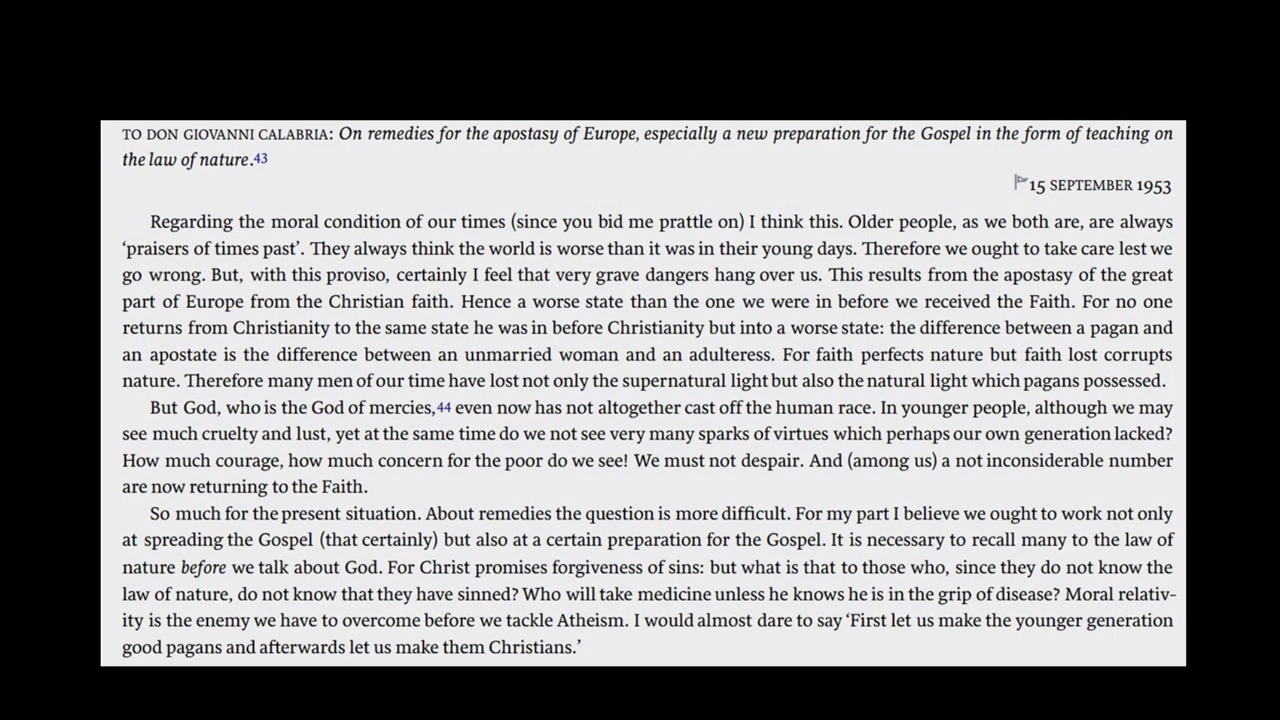 TO DON GIOVANNI CALABRIA: On remedies for the apostasy of Europe, especially a new preparation for the Gospel in the form of teaching on
the law of nature.43
15 SEPTEMBER 1953
Regarding the moral condition of our times (since you bid me prattle on) I think this. Older people, as we both are, are always
‘praisers of times past’. They always think the world is worse than it was in their young days. Therefore we ought to take care lest we
go wrong. But, with this proviso, certainly I feel that very grave dangers hang over us. This results from the apostasy of the great
part of Europe from the Christian faith. Hence a worse state than the one we were in before we received the Faith. For no one
returns from Christianity to the same state he was in before Christianity but into a worse state: the difference between a pagan and
an apostate is the difference between an unmarried woman and an adulteress. For faith perfects nature but faith lost corrupts
nature. Therefore many men of our time have lost not only the supernatural light but also the natural light which pagans possessed.
But God, who is the God of mercies,44 even now has not altogether cast off the human race. In younger people, although we may
see much cruelty and lust, yet at the same time do we not see very many sparks of virtues which perhaps our own generation lacked?
How much courage, how much concern for the poor do we see! We must not despair. And (among us) a not inconsiderable number
are now returning to the Faith.
So much for the present situation. About remedies the question is more difficult. For my part I believe we ought to work not only
at spreading the Gospel (that certainly) but also at a certain preparation for the Gospel. It is necessary to recall many to the law of
nature before we talk about God. For Christ promises forgiveness of sins: but what is that to those who, since they do not know the
law of nature, do not know that they have sinned? Who will take medicine unless he knows he is in the grip of disease? Moral relativ-
ity is the enemy we have to overcome before we tackle Atheism. I would almost dare to say ‘First let us make the younger generation
good pagans and afterwards let us make them Christians.’